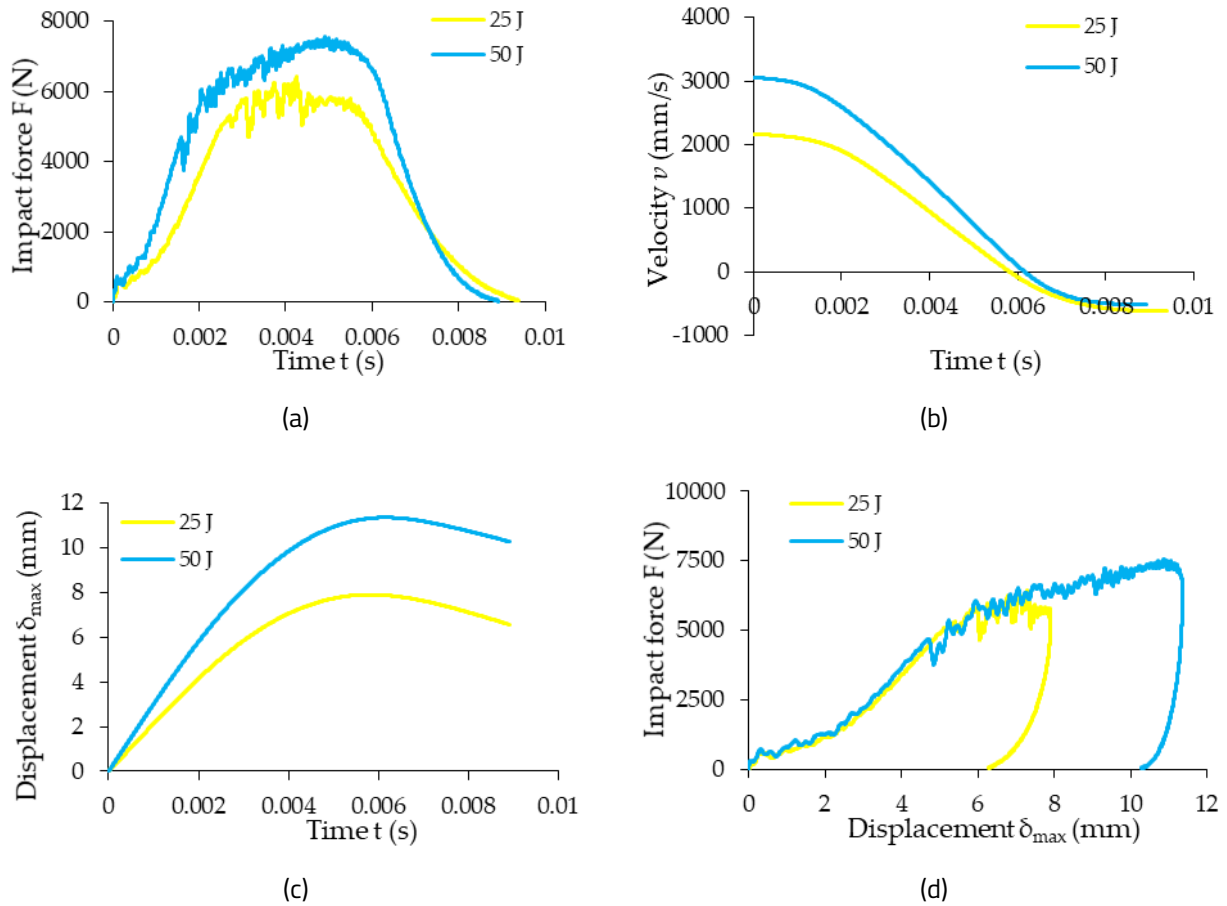 8000
6000
4000
2000
0
Impact force F (N)
25 J
50 J
0 0.002 0.004 0.006 0.008 0.01
Time t (s)
(a)
4000
3000
2000
1000
0
-1000
Velocity v (mm/s)
25 J
50 J
0 0.002 0.004 0.006 0.008 0.01
Time t (s)
(b)
12
10
8
6
4
2
0
Displacement δmax (mm)
25 J
50 J
0 0.002 0.004 0.006 0.008 0.01
Time t (s)
(c)
10000
7500
5000
2500
0
Impact force F (N)
25 J
50 J
0 2 4 6 8 10 12
Displacement δmax (mm)
(d)